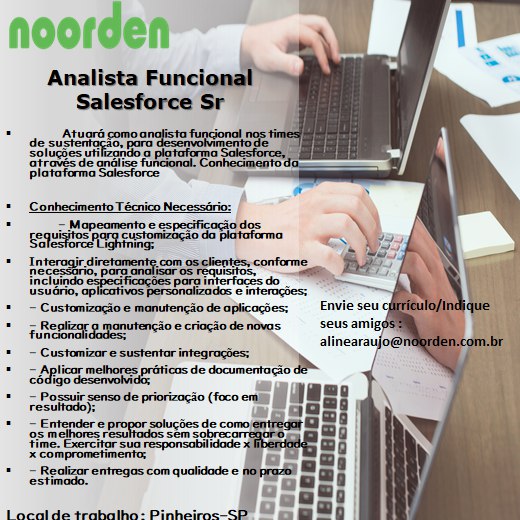 noorden
Analista Funcional
Salesforce Sr
▪ Atuará como analista funcional nos times
de sustentação, para desenvolvimento de
soluções utilizando a plataforma Salesforce,
através de análise funcional. Conhecimento da
plataforma Salesforce
▪ Conhecimento Técnico Necessário:
▪ – Mapeamento e especificação dos
requisitos para customização da plataforma
Salesforce Lightning;
▪ Interagir diretamente com os clientes, conforme
necessário, para analisar os requisitos,
incluindo especificações para interfaces do
usuário, aplicativos personalizados e interações;
▪ – Customização e manutenção de aplicações;
▪ – Realizar a manutenção e criação de novas
funcionalidades;
▪ – Customizar e sustentar integrações;
▪ – Aplicar melhores práticas de documentação de
código desenvolvido;
▪ – Possuir senso de priorização (foco em
resultado);
▪ – Entender e propor soluções de como entregar
os melhores resultados sem sobrecarregar o
time. Exercitar sua responsabilidade x liberdade
x comprometimento;
▪ – Realizar entregas com qualidade e no prazo
estimado.
Envie seu currículo/Indique
seus amigos :
alinearaujo@noorden.com.br
Local de trabalho: Pinheiros-SP